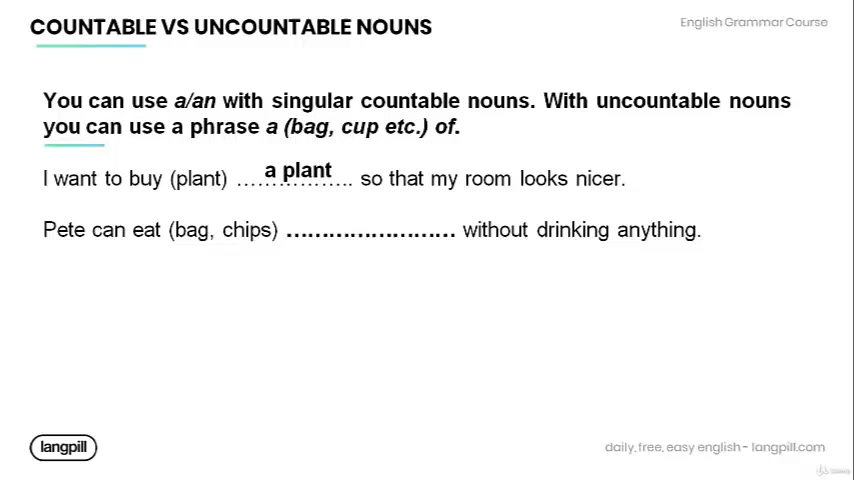 COUNTABLE VS UNCOUNTABLE NOUNS
English Grammar Course
You can use a/an with singular countable nouns. With uncountable nouns
you can use a phrase a (bag, cup etc.) of.
I want to buy (plant) ……a plant……….. so that my room looks nicer.
Pete can eat (bag, chips) …………………… without drinking anything.
langpill
daily, free, easy english - langpill.com
Udemy